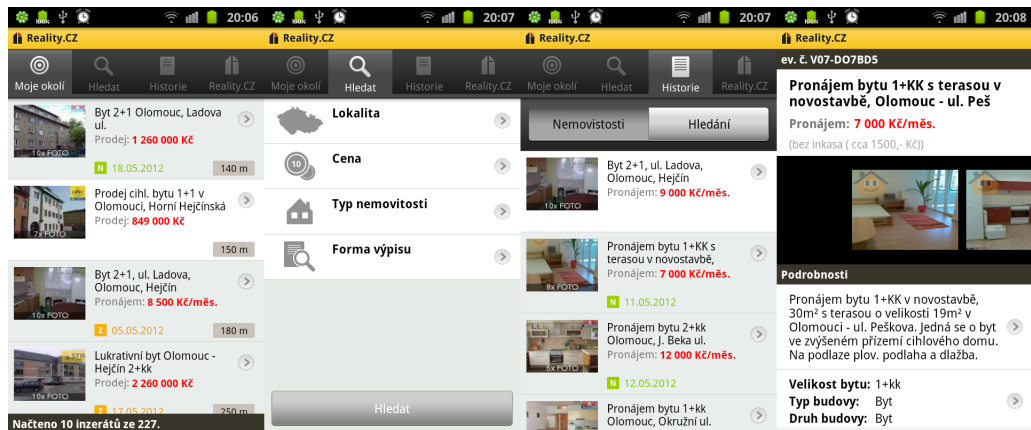 100% 20:06
Reality.CZ
Moje okolí Hledat Historie Reality.CZ
Byt 2+1 Olomouc, Ladova
ul.
Prodej: 1 260 000 Kč
10x FOTO
N 18.05.2012 140 m
Prodej cihl. bytu 1+1 v
Olomouci, Horní Hejčínská
Prodej: 849 000 Kč
7x FOTO
150 m
Byt 2+1, ul. Ladova,
Olomouc, Hejčín
Pronájem: 8 500 Kč/měs.
10x FOTO
Z 05.05.2012 180 m
Lukrativní byt Olomouc -
Hejčín 2+kk
Prodej: 2 260 000 Kč
10x FOTO
Z 17.05.2012 250 m
Načteno 10 inzerátů ze 227.
100% 20:07
Reality.CZ
Moje okolí Hledat Historie Reality.CZ
Lokalita
10 Cena
Typ nemovitosti
Forma výpisu
Hledat
100% 20:07
Reality.CZ
Moje okolí Hledat Historie Reality.CZ
Nemovistosti Hledání
Byt 2+1, ul. Ladova,
Olomouc, Hejčín
Pronájem: 9 000 Kč/měs.
10x FOTO
Pronájem bytu 1+KK s
terasou v novostavbě,
Pronájem: 7 000 Kč/měs.
8x FOTO
N 11.05.2012
Pronájem bytu 2+kk
Olomouc, J. Beka ul.
Pronájem: 12 000 Kč/měs.
5x FOTO
N 12.05.2012
Pronájem bytu 1+kk
Olomouc, Okružní ul.
100% 20:08
Reality.CZ
ev. č. V07-DO7BD5
Pronájem bytu 1+KK s terasou v
novostavbě, Olomouc - ul. Peš
Pronájem: 7 000 Kč/měs.
(bez inkasa ( cca 1500,- Kč))
Podrobnosti
Pronájem bytu 1+KK v novostavbě,
30m² s terasou o velikosti 19m² v
Olomouci - ul. Peškova. Jedná se o byt
ve zvýšeném přízemí cihlového domu.
Na podlaze plov. podlaha a dlažba.
Velikost bytu: 1+kk
Typ budovy: Byt
Druh budovy: Byt